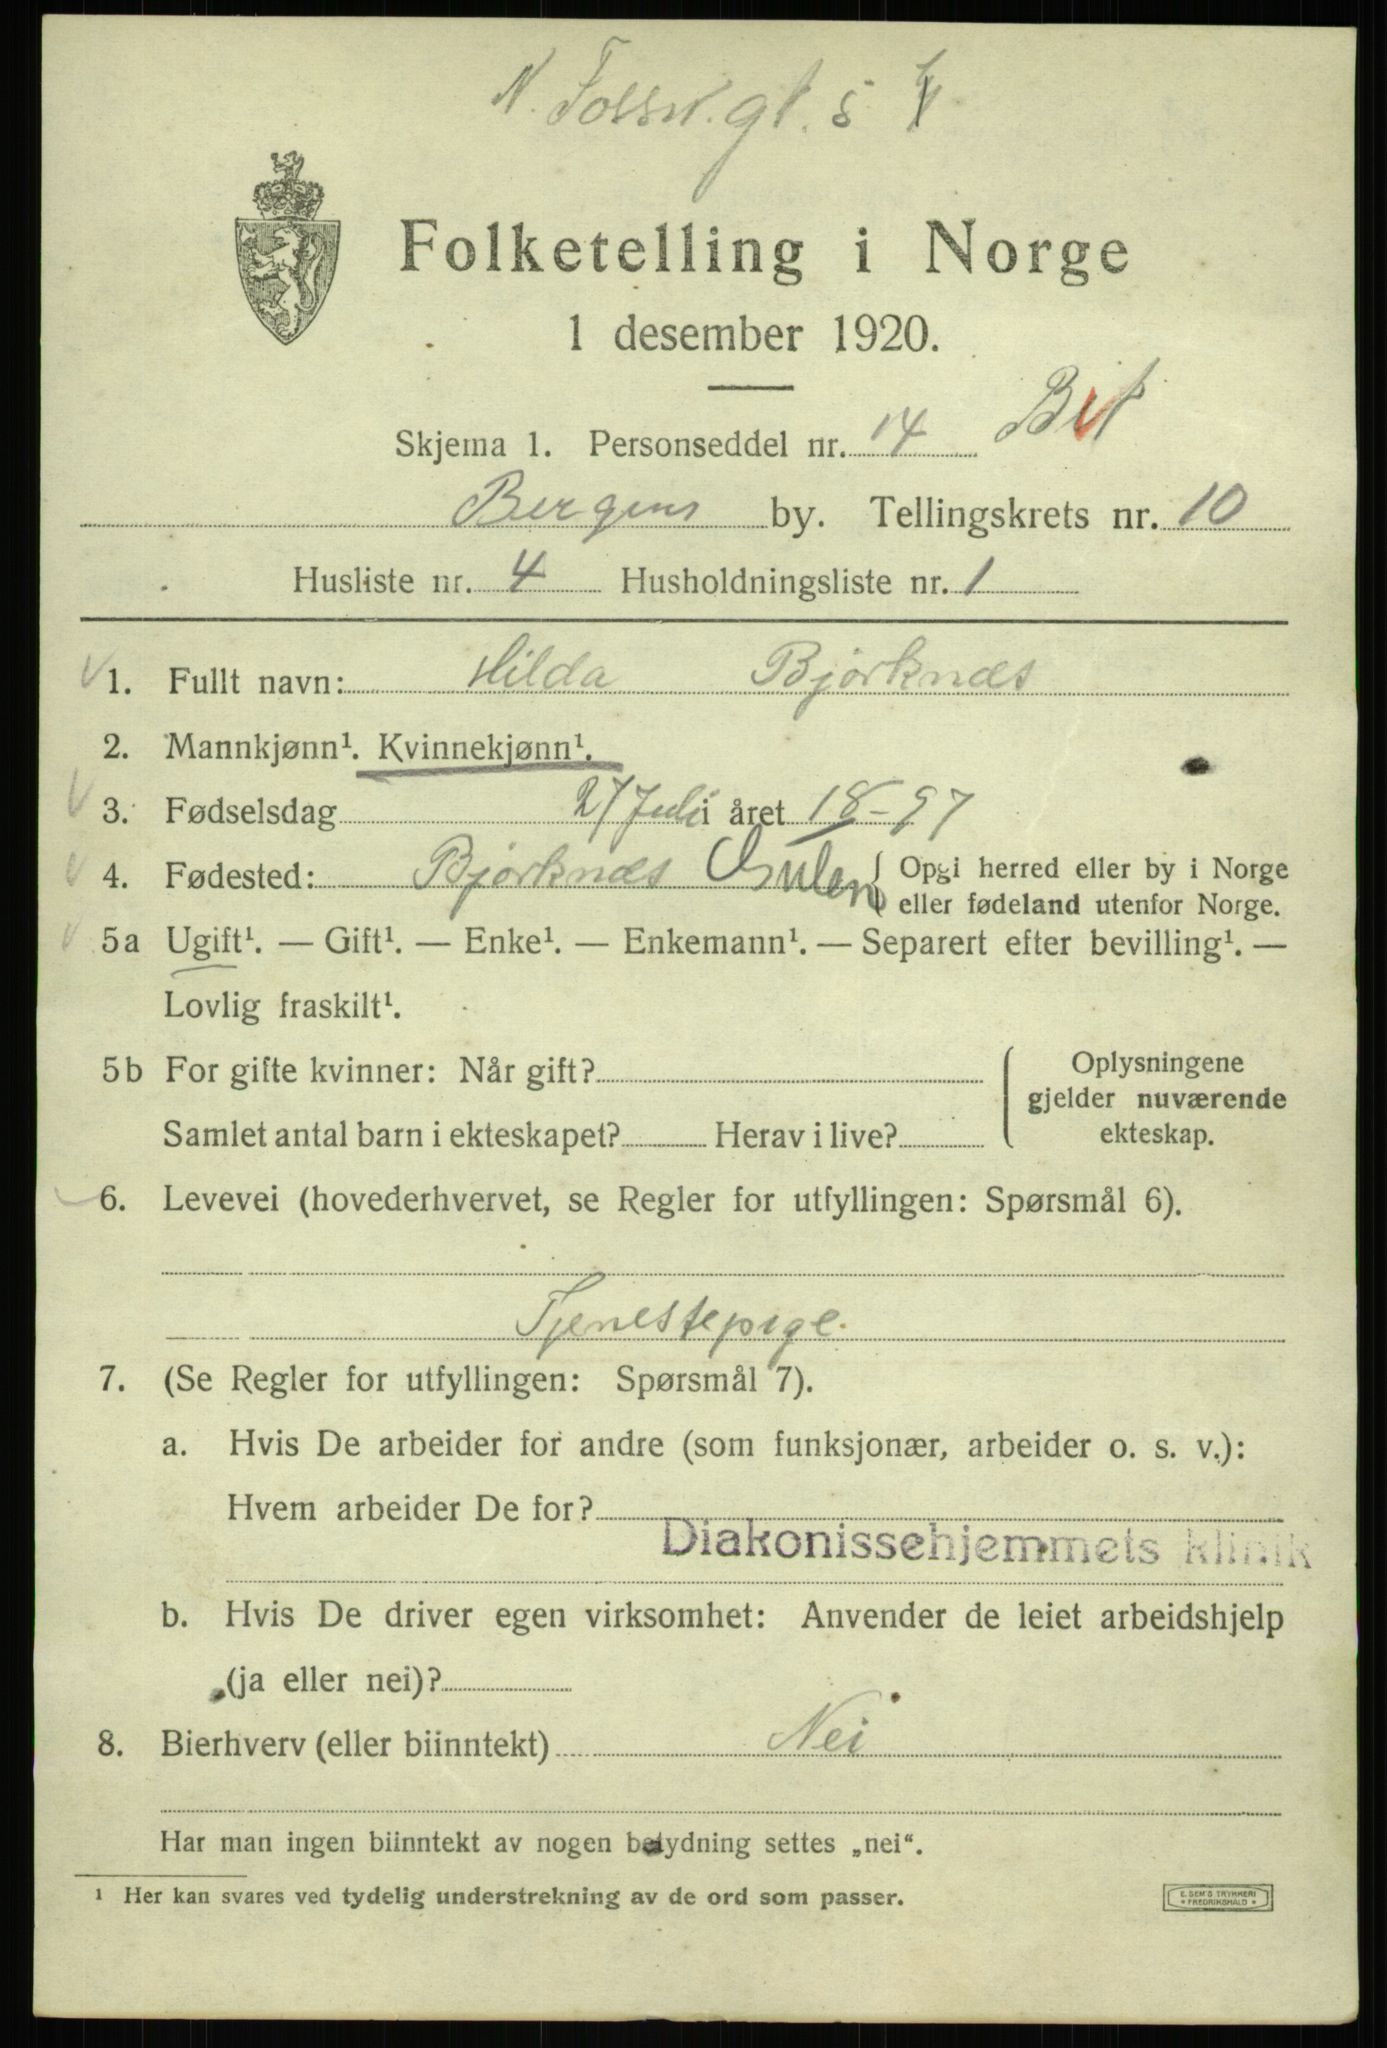 N. Fossv. gt. 5
Folketelling i Norge
1 desember 1920.
Skjema 1. Personseddel nr. 14
Bergens by. Tellingskrets nr. 10
Husliste nr. 4 Husholdningsliste nr. 1
1. Fullt navn: Hilda Bjorknæs
2. Mannkjønn¹. Kvinnekjønn¹.
3. Fødselsdag 27 Juli i året 18-97
4. Fødested: Bjorknæs Gulen { Opgi herred eller by i Norge
eller fødeland utenfor Norge.
5a Ugift¹. — Gift¹. — Enke¹. — Enkemann¹. — Separert efter bevilling¹. —
Lovlig fraskilt¹.
5b For gifte kvinner: Når gift?
Samlet antal barn i ekteskapet? Herav i live?
{ Oplysningene
gjelder nuværende
ekteskap.
6. Levevei (hovederhvervet, se Regler for utfyllingen: Spørsmål 6).
Tjenestepige.
7. (Se Regler for utfyllingen: Spørsmål 7).
a. Hvis De arbeider for andre (som funksjonær, arbeider o. s. v.):
Hvem arbeider De for?
Diakonissehjemmets klinik
b. Hvis De driver egen virksomhet: Anvender de leiet arbeidshjelp
(ja eller nei)?
8. Bierhverv (eller biinntekt) Nei
Har man ingen biinntekt av nogen betydning settes „nei“.
¹ Her kan svares ved tydelig understrekning av de ord som passer.
E. SEM'S TRYKKERI
• FREDRIKSHALD •